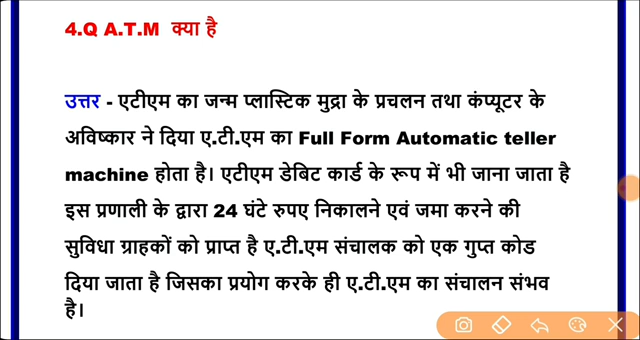 4.Q A.T.M क्या है
उत्तर - एटीएम का जन्म प्लास्टिक मुद्रा के प्रचलन तथा कंप्यूटर के
अविष्कार ने दिया ए.टी.एम का Full Form Automatic teller
machine होता है। एटीएम डेबिट कार्ड के रूप में भी जाना जाता है
इस प्रणाली के द्वारा 24 घंटे रुपए निकालने एवं जमा करने की
सुविधा ग्राहकों को प्राप्त है ए.टी.एम संचालक को एक गुप्त कोड
दिया जाता है जिसका प्रयोग करके ही ए.टी.एम का संचालन संभव
है।